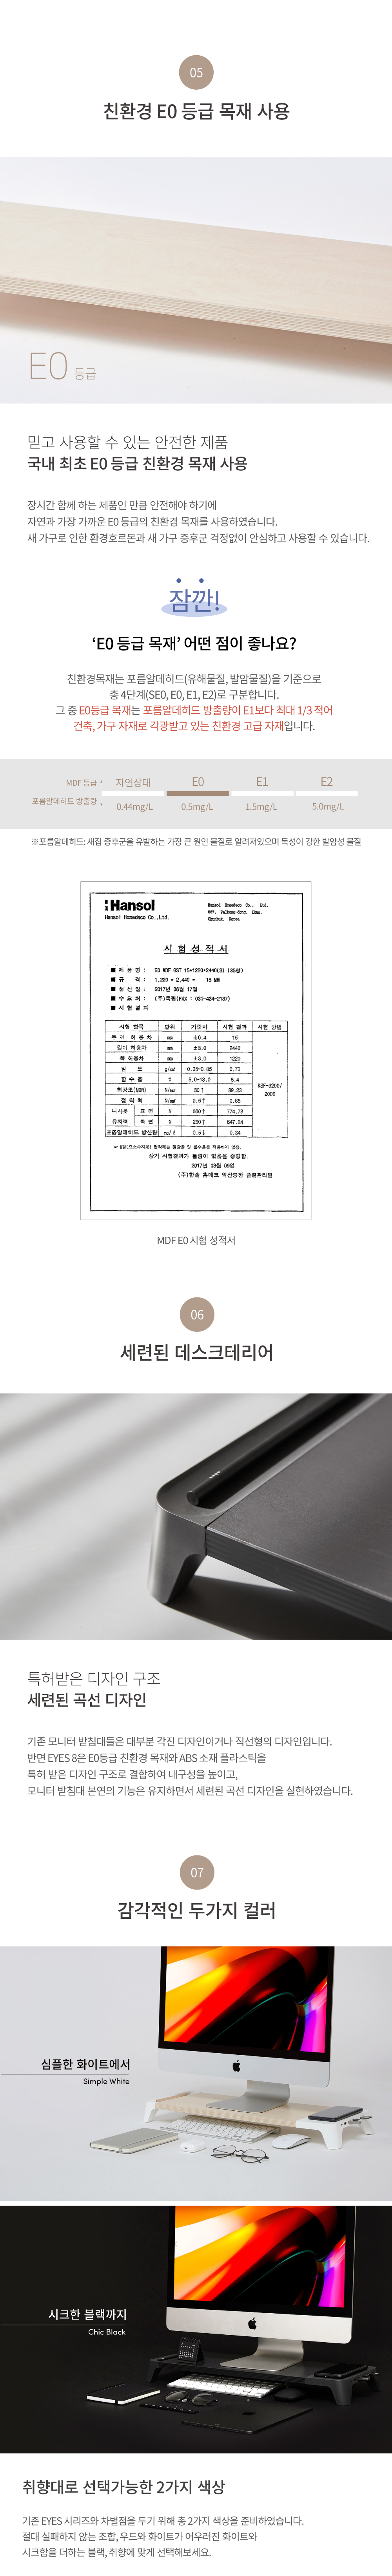 05
친환경 E0 등급 목재 사용
E0 등급
믿고 사용할 수 있는 안전한 제품
국내 최초 E0 등급 친환경 목재 사용
장시간 함께 하는 제품인 만큼 안전해야 하기에
자연과 가장 가까운 E0 등급의 친환경 목재를 사용하였습니다.
새 가구로 인한 환경호르몬과 새 가구 증후군 걱정없이 안심하고 사용할 수 있습니다.
잠깐!
‘E0 등급 목재’ 어떤 점이 좋나요?
친환경목재는 포름알데히드(유해물질, 발암물질)을 기준으로
총 4단계(SE0, E0, E1, E2)로 구분합니다.
그 중 E0등급 목재는 포름알데히드 방출량이 E1보다 최대 1/3 적어
건축, 가구 자재로 각광받고 있는 친환경 고급 자재입니다.
MDF 등급 자연상태 E0 E1 E2
포름알데히드 방출량 0.44mg/L 0.5mg/L 1.5mg/L 5.0mg/L
※포름알데히드: 새집 증후군을 유발하는 가장 큰 원인 물질로 알려져있으며 독성이 강한 발암성 물질
Hansol
Hansol Homedeco Co.,Ltd.
Hansol Homedeco Co., Ltd.
시 험 성 적 서
■ 제 품 명 : E0 MDF GST 15*1220*2440(S) (35평)
■ 규 격 : 1,220 * 2,440 * 15 MM
■ 생 산 일 : 2017년 08월 17일
■ 수 요 처 : (주)목원(FAX : 031-434-2137)
■ 시 험 결 과
시험 항목 단위 기준치 시험 결과 시험 방법
두 께 허 용 차 mm ±0.4 15
길이 허용차 mm ±3.0 2440
폭 허용차 mm ±3.0 1220
밀 도 g/㎤ 0.35-0.85 0.73
함 수 율 % 5.0-13.0 5.4
휨강도(MOR) N/㎟ 30↑ 39.22
KSF-3200/
2006
박 리 력 N/㎟ 0.5↑ 0.85
나사못 표 면 N 500↑ 774.73
유지력 측 면 N 250↑ 647.24
포름알데히드 방산량 mg/ℓ 0.5↓ 0.34
상기 시험결과가 틀림이 없음을 증명함.
2017년 09월 09일
(주)한솔 홈데코 익산공장 품질관리팀
MDF E0 시험 성적서
06
세련된 데스크테리어
특허받은 디자인 구조
세련된 곡선 디자인
기존 모니터 받침대들은 대부분 각진 디자인이거나 직선형의 디자인입니다.
반면 EYES 8은 E0등급 친환경 목재와 ABS 소재 플라스틱을
특허 받은 디자인 구조로 결합하여 내구성을 높이고,
모니터 받침대 본연의 기능은 유지하면서 세련된 곡선 디자인을 실현하였습니다.
07
감각적인 두가지 컬러
심플한 화이트에서
Simple White
시크한 블랙까지
Chic Black
취향대로 선택가능한 2가지 색상
기존 EYES 시리즈와 차별점을 두기 위해 총 2가지 색상을 준비하였습니다.
절대 실패하지 않는 조합, 우드와 화이트가 어우러진 화이트와
시크함을 더하는 블랙, 취향에 맞게 선택해보세요.